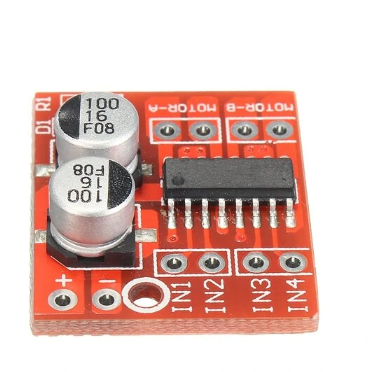 R1
D1
100
16
F08
MOTOR-A
MOTOR-B
F08
16
100
+
-
IN1
IN2
IN3
IN4